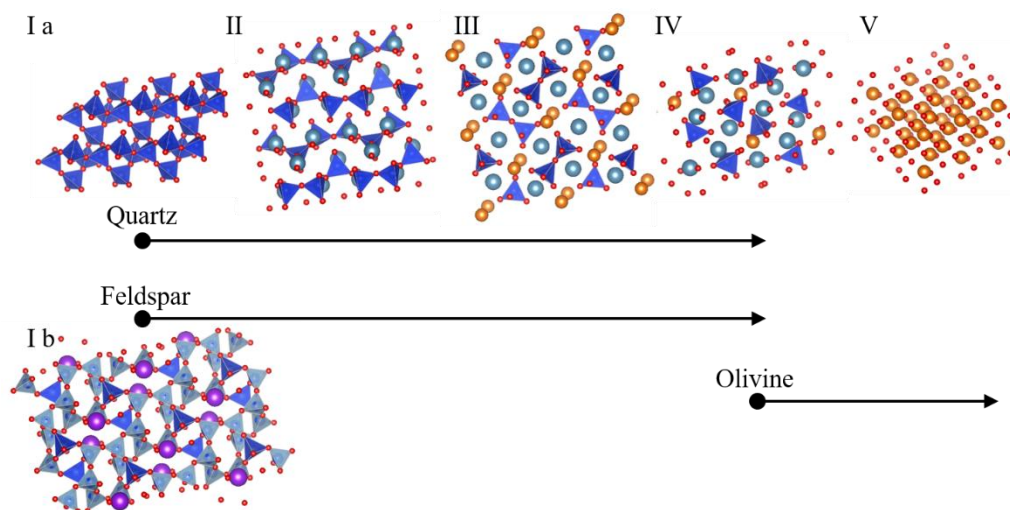 I a
II
III
IV
V
Quartz
Feldspar
I b
Olivine